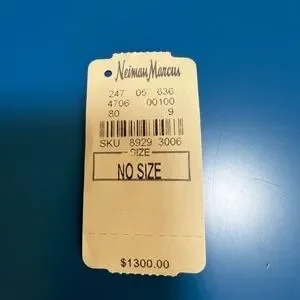 Neiman Marcus
247 05 636
4706 00100
80 9
SKU 8929 3006
SIZE
NO SIZE
$1300.00